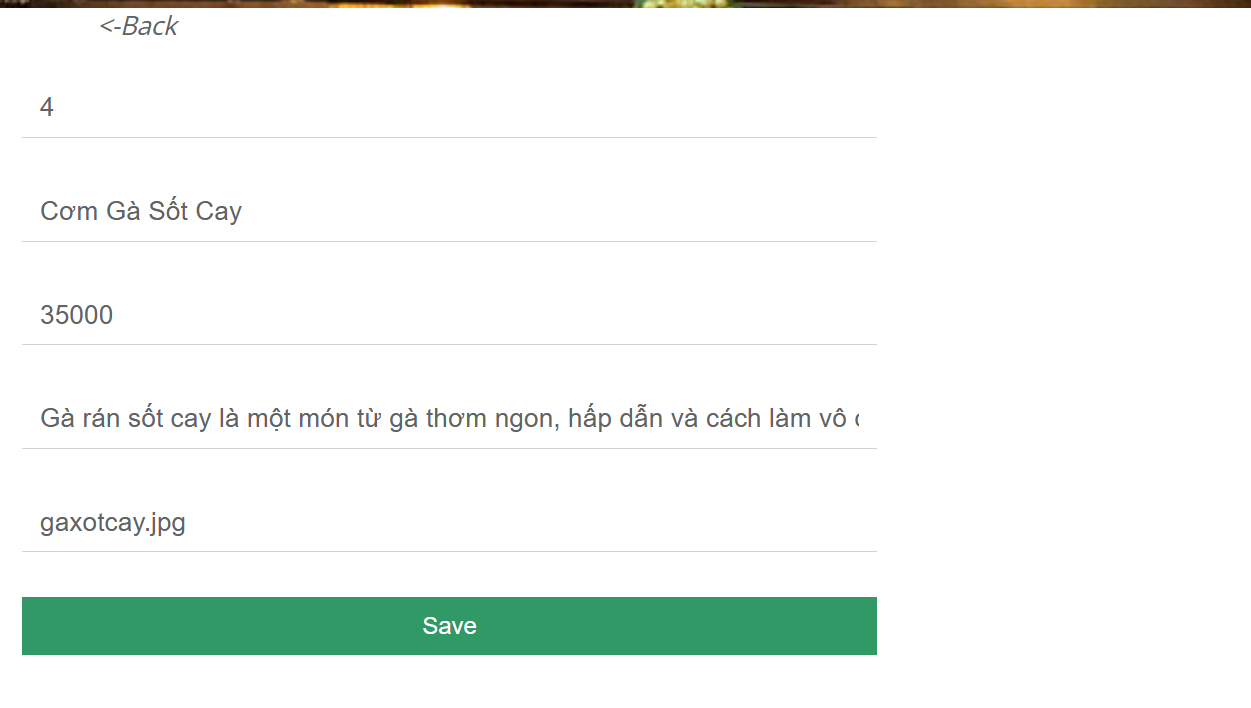 <-Back
4
Cơm Gà Sốt Cay
35000
Gà rán sốt cay là một món từ gà thơm ngon, hấp dẫn và cách làm vô
gaxotcay.jpg
Save